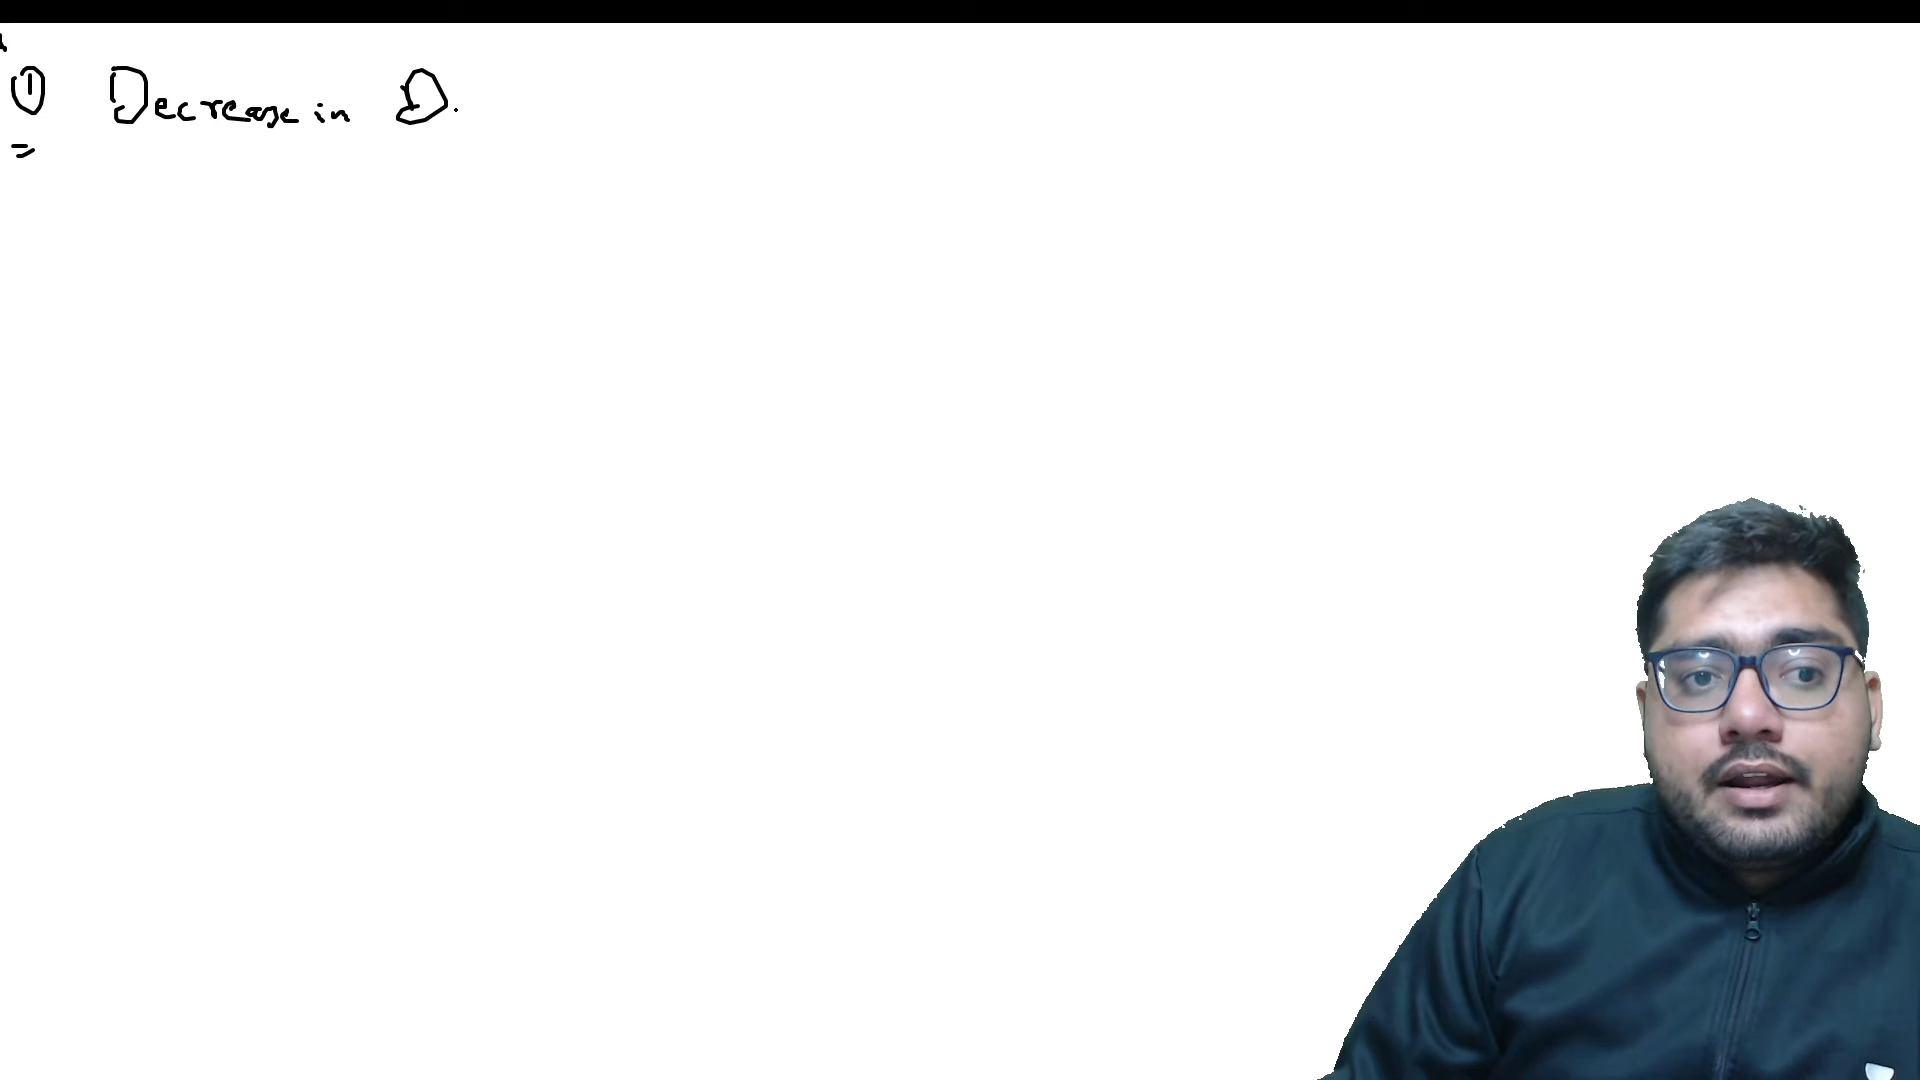 ① Decrease in D.
=